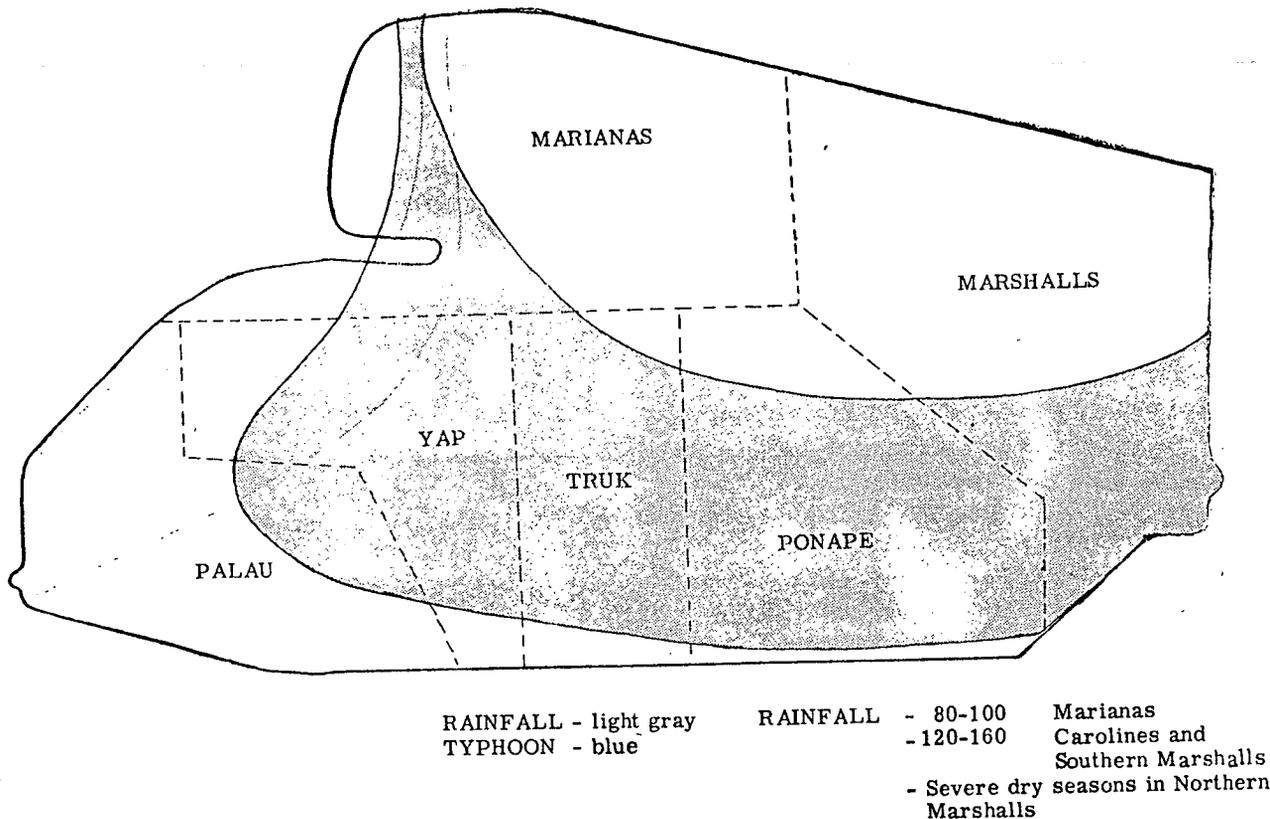 MARIANAS
MARSHALLS
YAP
TRUK
PONAPE
PALAU
RAINFALL - light gray
TYPHOON - blue
RAINFALL - 80-100 Marianas
-120-160 Carolines and
Southern Marshalls
- Severe dry seasons in Northern
Marshalls